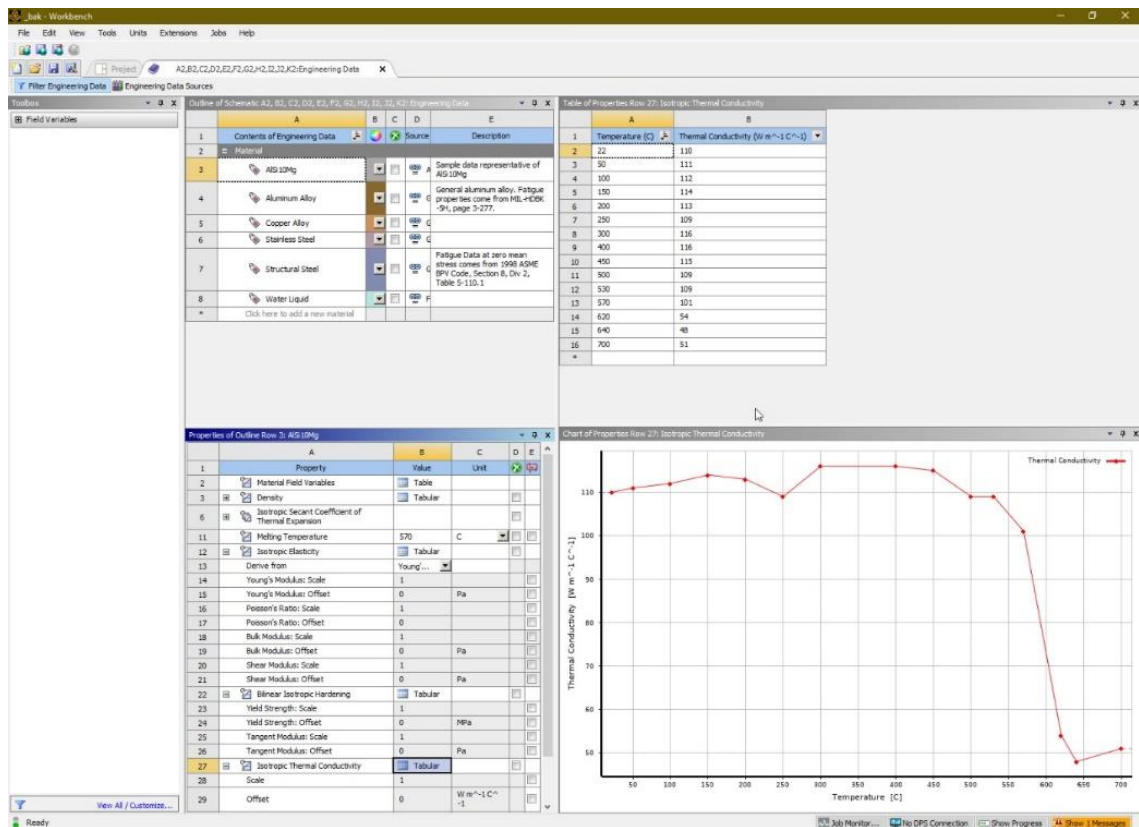 _bak - Workbench
File Edit View Tools Units Extensions Jobs Help
Project
A2,B2,C2,D2,E2,F2,G2,H2,I2,J2,K2:Engineering Data
Filter Engineering Data Engineering Data Sources
Toolbox
Field Variables
View All / Customize...
Outline of Schematic A2, B2, C2, D2, E2, F2, G2, H2, I2, J2, K2: Engineering Data
A B C D E
1 Contents of Engineering Data Source Description
2 Material
3 AlSi10Mg Sample data representative of
AlSi10Mg
4 Aluminum Alloy General aluminum alloy. Fatigue
properties come from MIL-HDBK
-5H, page 3-277.
5 Copper Alloy
6 Stainless Steel
7 Structural Steel Fatigue Data at zero mean
stress comes from 1998 ASME
BPV Code, Section 8, Div 2,
Table 5-110.1
8 Water Liquid
* Click here to add a new material
Table of Properties Row 27: Isotropic Thermal Conductivity
A B
1 Temperature (C) Thermal Conductivity (W m^-1 C^-1)
2 22 110
3 50 111
4 100 112
5 150 114
6 200 113
7 250 109
8 300 116
9 400 116
10 450 115
11 500 109
12 530 109
13 570 101
14 620 54
15 640 48
16 700 51
*
Properties of Outline Row 3: AlSi10Mg
A B C D E
1 Property Value Unit
2 Material Field Variables Table
3 Density Tabular
6 Isotropic Secant Coefficient of
Thermal Expansion
11 Melting Temperature 570 C
12 Isotropic Elasticity Tabular
13 Derive from Young'...
14 Young's Modulus: Scale 1
15 Young's Modulus: Offset 0 Pa
16 Poisson's Ratio: Scale 1
17 Poisson's Ratio: Offset 0
18 Bulk Modulus: Scale 1
19 Bulk Modulus: Offset 0 Pa
20 Shear Modulus: Scale 1
21 Shear Modulus: Offset 0 Pa
22 Bilinear Isotropic Hardening Tabular
23 Yield Strength: Scale 1
24 Yield Strength: Offset 0 MPa
25 Tangent Modulus: Scale 1
26 Tangent Modulus: Offset 0 Pa
27 Isotropic Thermal Conductivity Tabular
28 Scale 1
29 Offset 0 W m^-1 C^
-1
Chart of Properties Row 27: Isotropic Thermal Conductivity
Thermal Conductivity
Thermal Conductivity [W m^-1 C^-1]
110
100
90
80
70
60
50
50 100 150 200 250 300 350 400 450 500 550 600 650 700
Temperature [C]
Ready
Job Monitor... No DPS Connection Show Progress Show 1 Messages